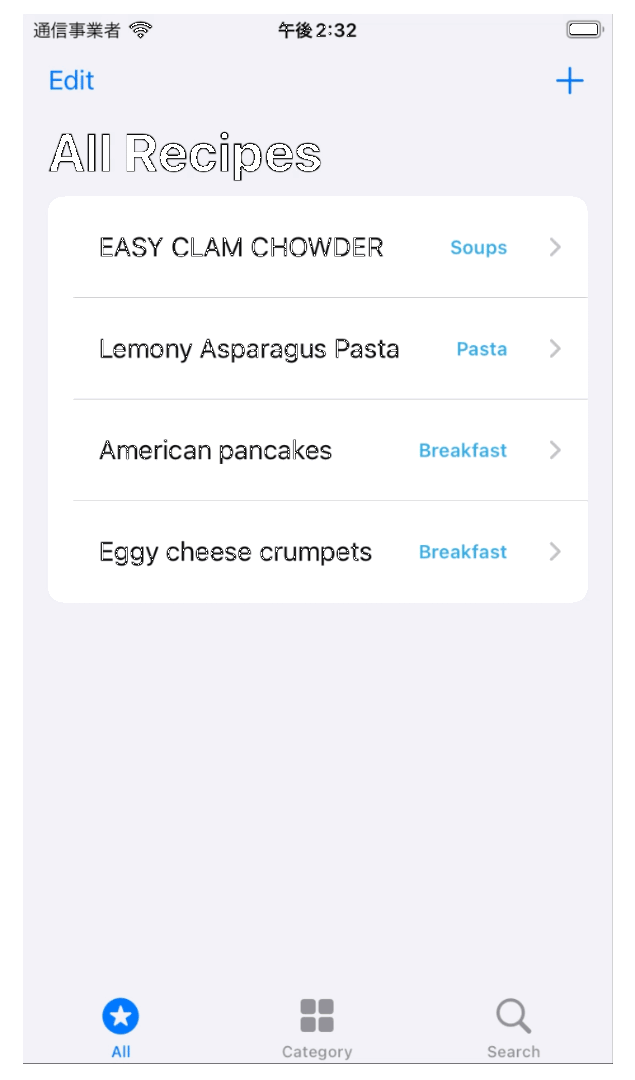 通信事業者 午後2:32
Edit
All Recipes
EASY CLAM CHOWDER Soups
Lemony Asparagus Pasta Pasta
American pancakes Breakfast
Eggy cheese crumpets Breakfast
All Category Search